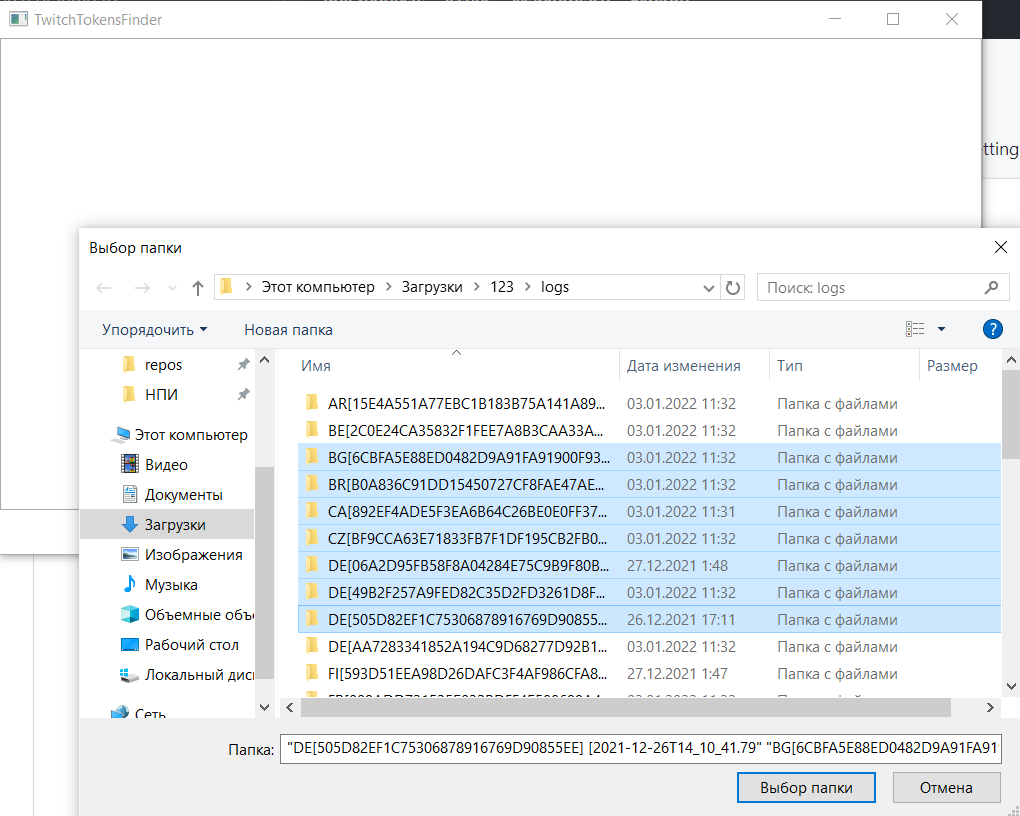 TwitchTokensFinder
tting
Выбор папки
Этот компьютер > Загрузки > 123 > logs
Поиск: logs
Упорядочить Новая папка
?
repos
НПИ
Этот компьютер
Видео
Документы
Загрузки
Изображения
Музыка
Объемные объ
Рабочий стол
Локальный дис
Сеть
Имя Дата изменения Тип Размер
AR[15E4A551A77EBC1B183B75A141A89... 03.01.2022 11:32 Папка с файлами
BE[2C0E24CA35832F1FEE7A8B3CAA33A... 03.01.2022 11:32 Папка с файлами
BG[6CBFA5E88ED0482D9A91FA91900F93... 03.01.2022 11:32 Папка с файлами
BR[B0A836C91DD15450727CF8FAE47AE... 03.01.2022 11:32 Папка с файлами
CA[892EF4ADE5F3EA6B64C26BE0E0FF37... 03.01.2022 11:31 Папка с файлами
CZ[BF9CCA63E71833FB7F1DF195CB2FB0... 03.01.2022 11:32 Папка с файлами
DE[06A2D95FB58F8A04284E75C9B9F80B... 27.12.2021 1:48 Папка с файлами
DE[49B2F257A9FED82C35D2FD3261D8F... 03.01.2022 11:32 Папка с файлами
DE[505D82EF1C75306878916769D90855... 26.12.2021 17:11 Папка с файлами
DE[AA7283341852A194C9D68277D92B1... 03.01.2022 11:32 Папка с файлами
FI[593D51EEA98D26DAFC3F4AF986CFA8... 27.12.2021 1:47 Папка с файлами
Папка: "DE[505D82EF1C75306878916769D90855EE] [2021-12-26T14_10_41.79" "BG[6CBFA5E88ED0482D9A91FA91
Выбор папки Отмена